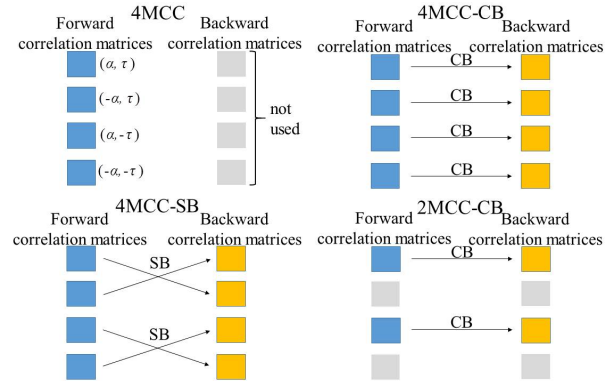 4MCC
Forward
correlation matrices
Backward
correlation matrices
(α, τ)
(-α, τ)
(α, -τ)
(-α, -τ)
not
used
4MCC-CB
Forward
correlation matrices
Backward
correlation matrices
CB
CB
CB
CB
4MCC-SB
Forward
correlation matrices
Backward
correlation matrices
SB
SB
2MCC-CB
Forward
correlation matrices
Backward
correlation matrices
CB
CB